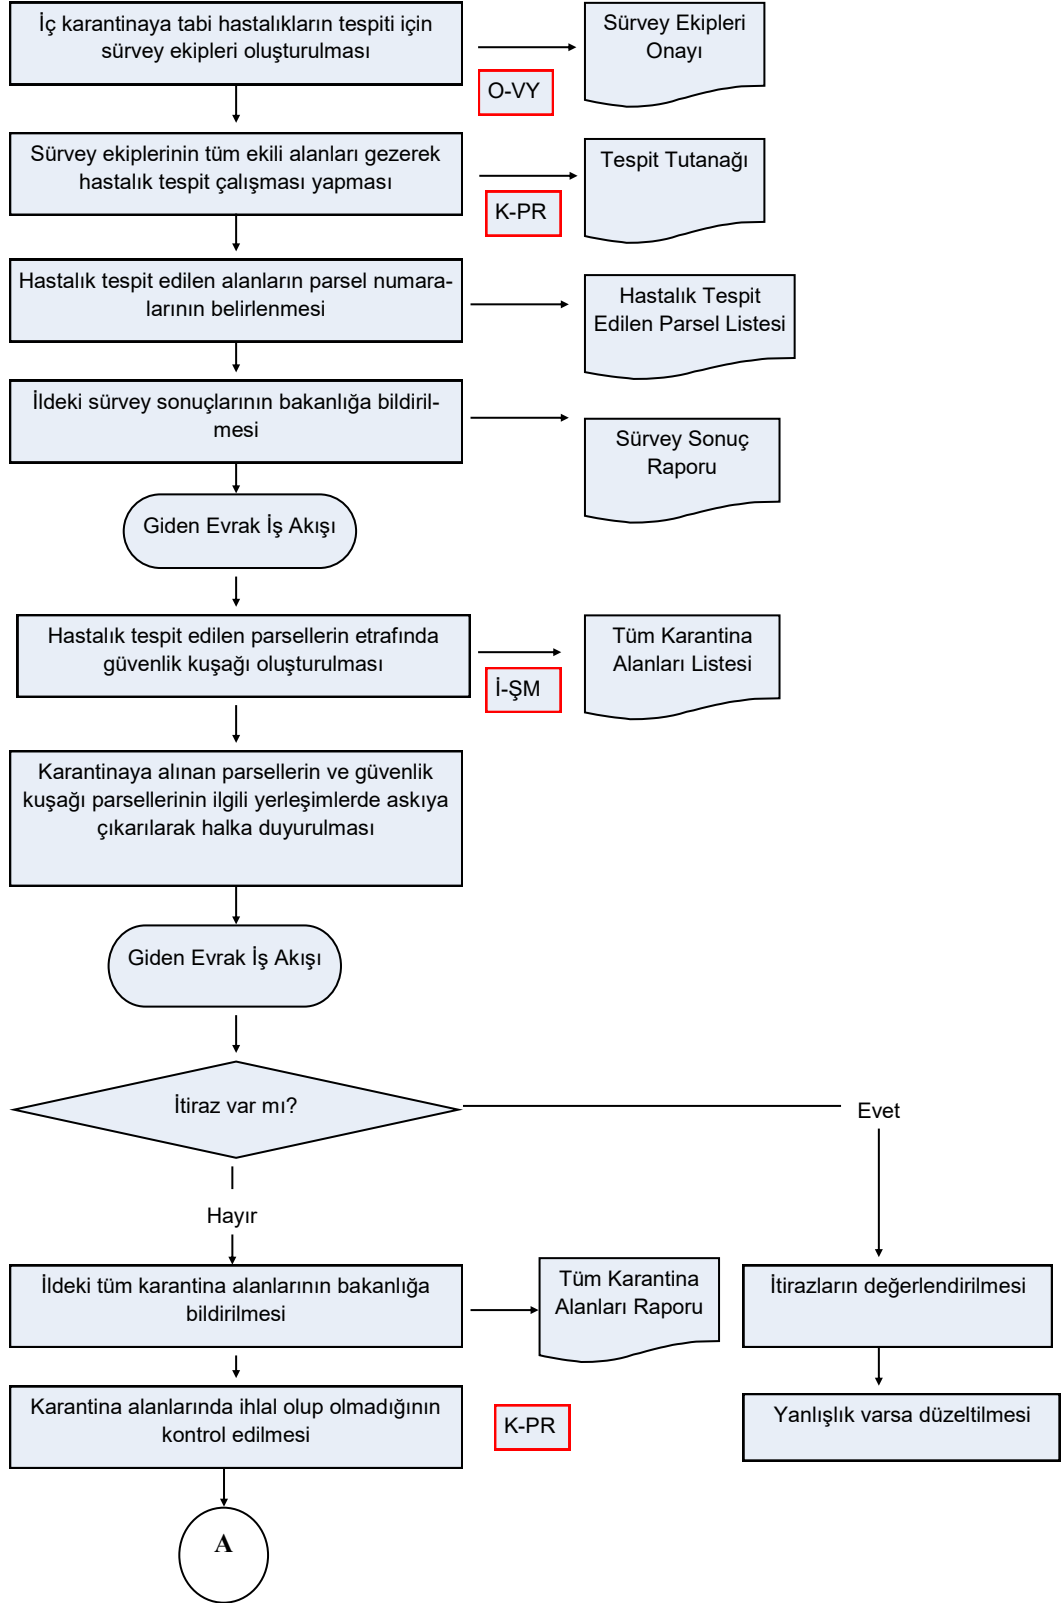 İç karantinaya tabi hastalıkların tespiti için
sürvey ekipleri oluşturulması
Sürvey Ekipleri
Onayı
O-VY
Sürvey ekiplerinin tüm ekili alanları gezerek
hastalık tespit çalışması yapması
Tespit Tutanağı
K-PR
Hastalık tespit edilen alanların parsel numara-
larının belirlenmesi
Hastalık Tespit
Edilen Parsel Listesi
İldeki sürvey sonuçlarının bakanlığa bildiril-
mesi
Sürvey Sonuç
Raporu
Giden Evrak İş Akışı
Hastalık tespit edilen parsellerin etrafında
güvenlik kuşağı oluşturulması
Tüm Karantina
Alanları Listesi
İ-ŞM
Karantinaya alınan parsellerin ve güvenlik
kuşağı parsellerinin ilgili yerleşimlerde askıya
çıkarılarak halka duyurulması
Giden Evrak İş Akışı
İtiraz var mı?
Evet
Hayır
İldeki tüm karantina alanlarının bakanlığa
bildirilmesi
Tüm Karantina
Alanları Raporu
İtirazların değerlendirilmesi
Karantina alanlarında ihlal olup olmadığının
kontrol edilmesi
K-PR
Yanlışlık varsa düzeltilmesi
A